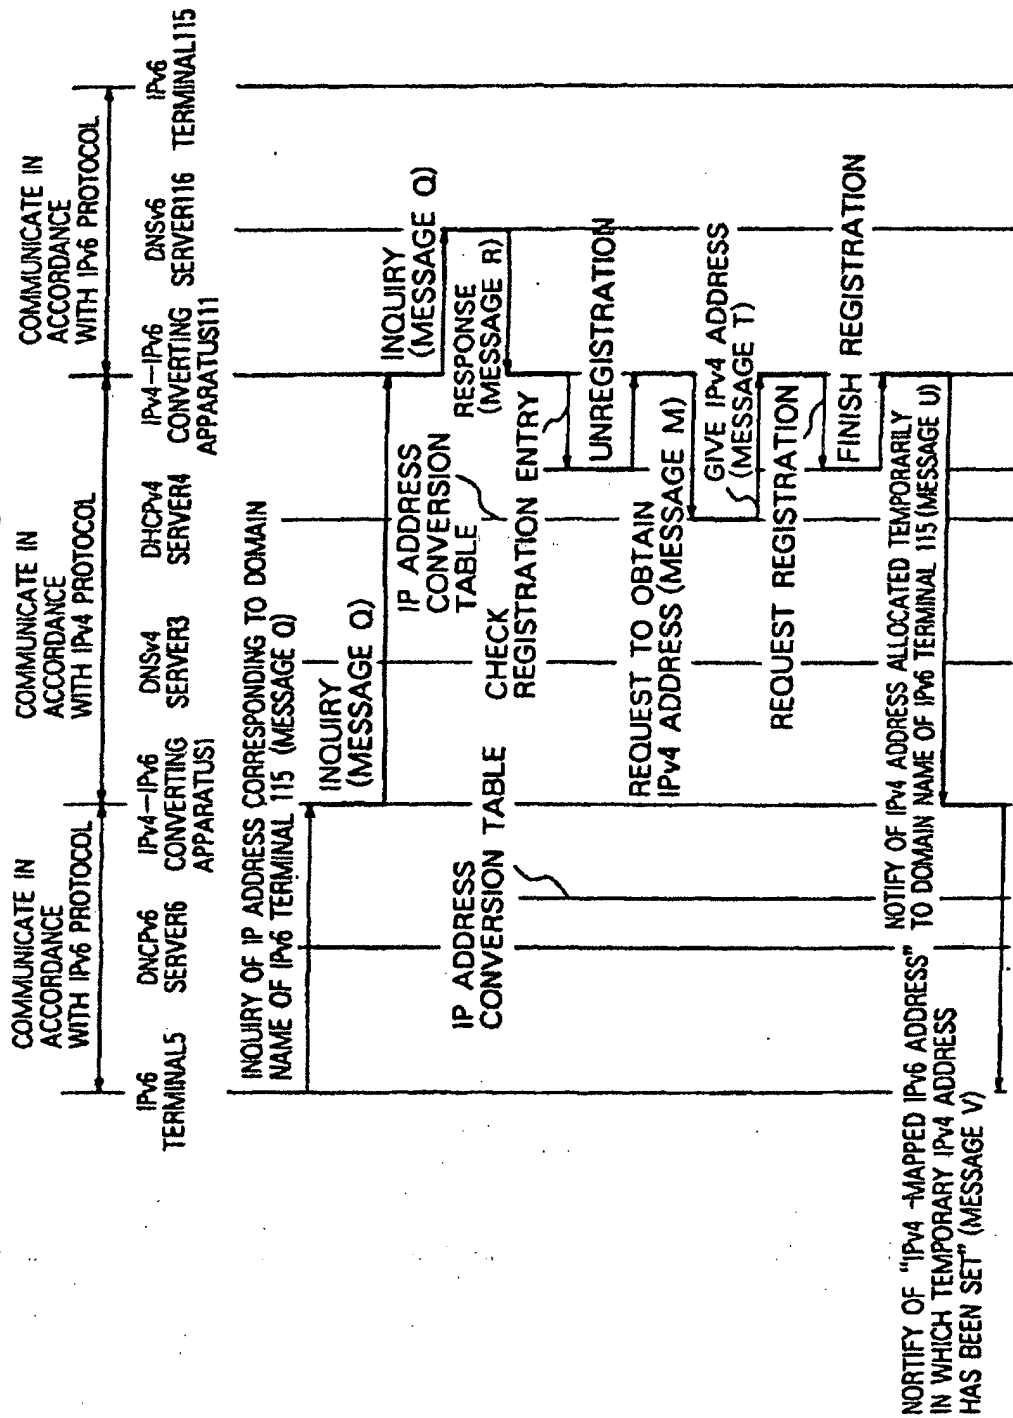 COMMUNICATE IN
ACCORDANCE
WITH IPv6 PROTOCOL
COMMUNICATE IN
ACCORDANCE
WITH IPv4 PROTOCOL
COMMUNICATE IN
ACCORDANCE
WITH IPv6 PROTOCOL
IPv6
TERMINAL5
DNCPv6
SERVER6
IPv4-IPv6
CONVERTING
APPARATUS1
DNSv4
SERVER3
DHCPv4
SERVER4
IPv4-IPv6
CONVERTING
APPARATUS111
DNSv6
SERVER116
IPv6
TERMINAL115
INQUIRY OF IP ADDRESS CORRESPONDING TO DOMAIN
NAME OF IPv6 TERMINAL 115 (MESSAGE Q)
INQUIRY
(MESSAGE Q)
INQUIRY
(MESSAGE Q)
IP ADDRESS
CONVERSION TABLE
IP ADDRESS
CONVERSION
TABLE
RESPONSE
(MESSAGE R)
CHECK
REGISTRATION ENTRY
UNREGISTRATION
REQUEST TO OBTAIN
IPv4 ADDRESS (MESSAGE M)
GIVE IPv4 ADDRESS
(MESSAGE T)
REQUEST REGISTRATION
FINISH REGISTRATION
NOTIFY OF IPv4 ADDRESS ALLOCATED TEMPORARILY
TO DOMAIN NAME OF IPv6 TERMINAL 115 (MESSAGE U)
NORTIFY OF "IPv4 -MAPPED IPv6 ADDRESS"
IN WHICH TEMPORARY IPv4 ADDRESS
HAS BEEN SET" (MESSAGE V)